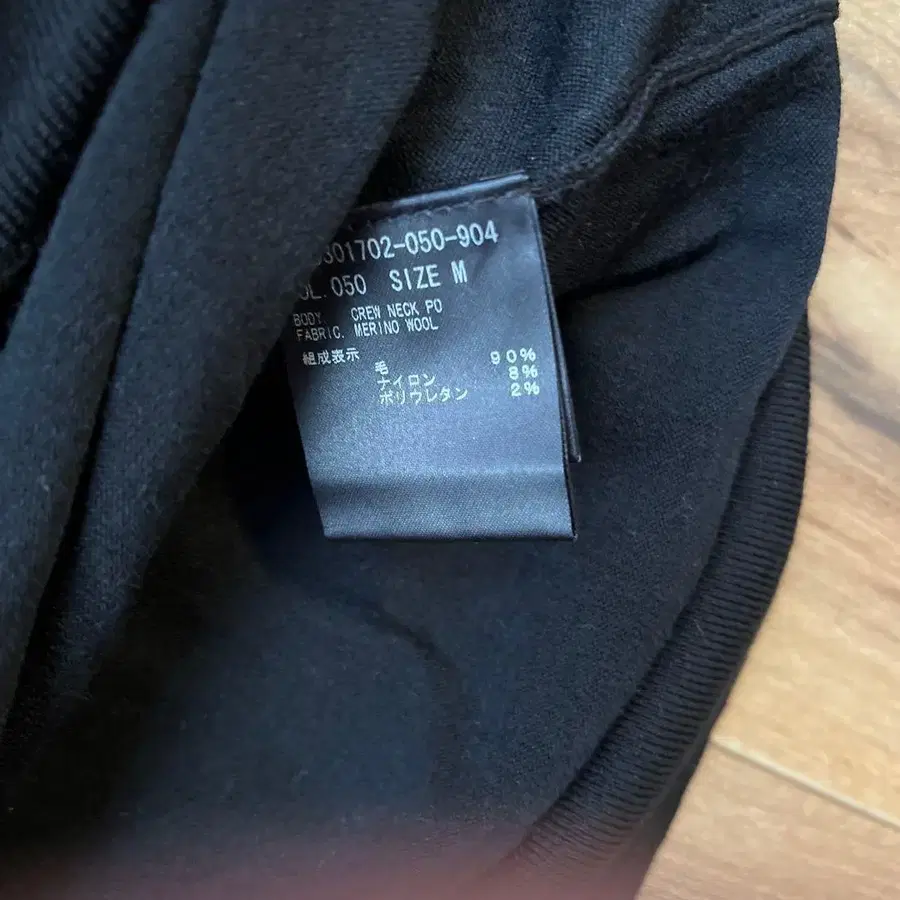 301702-050-904
OL. 050 SIZE M
BODY. CREW NECK PO
FABRIC. MERINO WOOL
組成表示
毛 90%
ナイロン 8%
ポリウレタン 2%